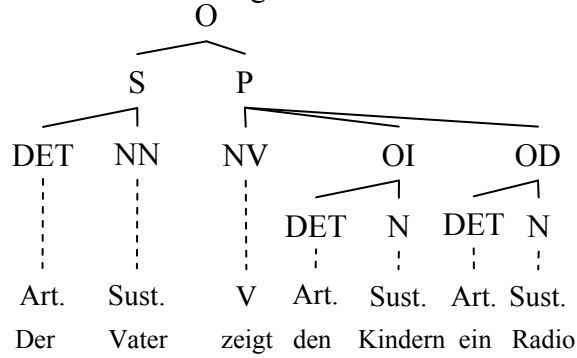 O
S P
DET NN NV OI OD
DET N DET N
Art. Sust. V Art. Sust. Art. Sust.
Der Vater zeigt den Kindern ein Radio